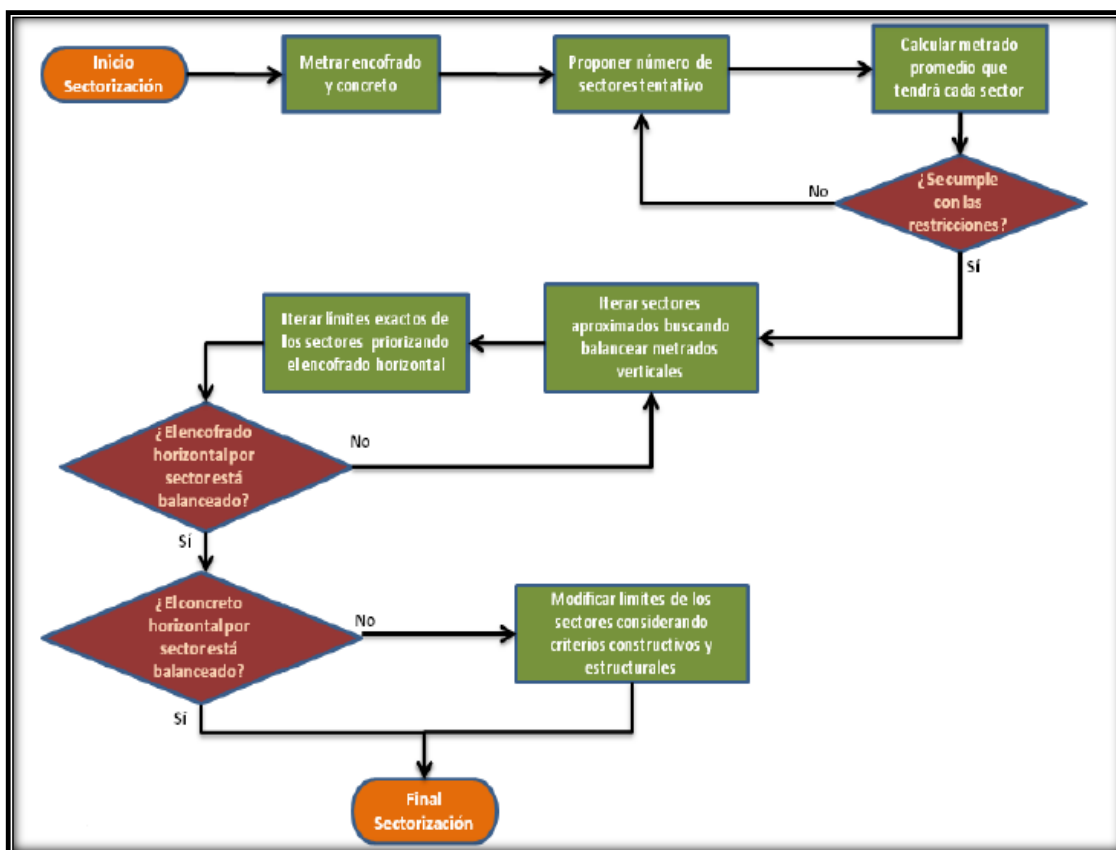 Inicio
Sectorización
Metrar encofrado
y concreto
Proponer número de
sectores tentativo
Calcular metrado
promedio que
tendrá cada sector
¿Se cumple
con las
restricciones?
No
Sí
Iterar sectores
aproximados buscando
balancear metrados
verticales
Iterar límites exactos de
los sectores priorizando
el encofrado horizontal
¿El encofrado
horizontal por
sector está
balanceado?
No
Sí
¿El concreto
horizontal por
sector está
balanceado?
No
Sí
Modificar límites de los
sectores considerando
criterios constructivos y
estructurales
Final
Sectorización